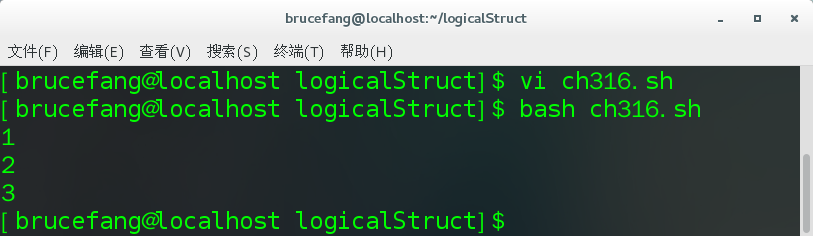 brucefang@localhost:~/logicalStruct
文件(F) 编辑(E) 查看(V) 搜索(S) 终端(T) 帮助(H)
[brucefang@localhost logicalStruct]$ vi ch316.sh
[brucefang@localhost logicalStruct]$ bash ch316.sh
1
2
3
[brucefang@localhost logicalStruct]$